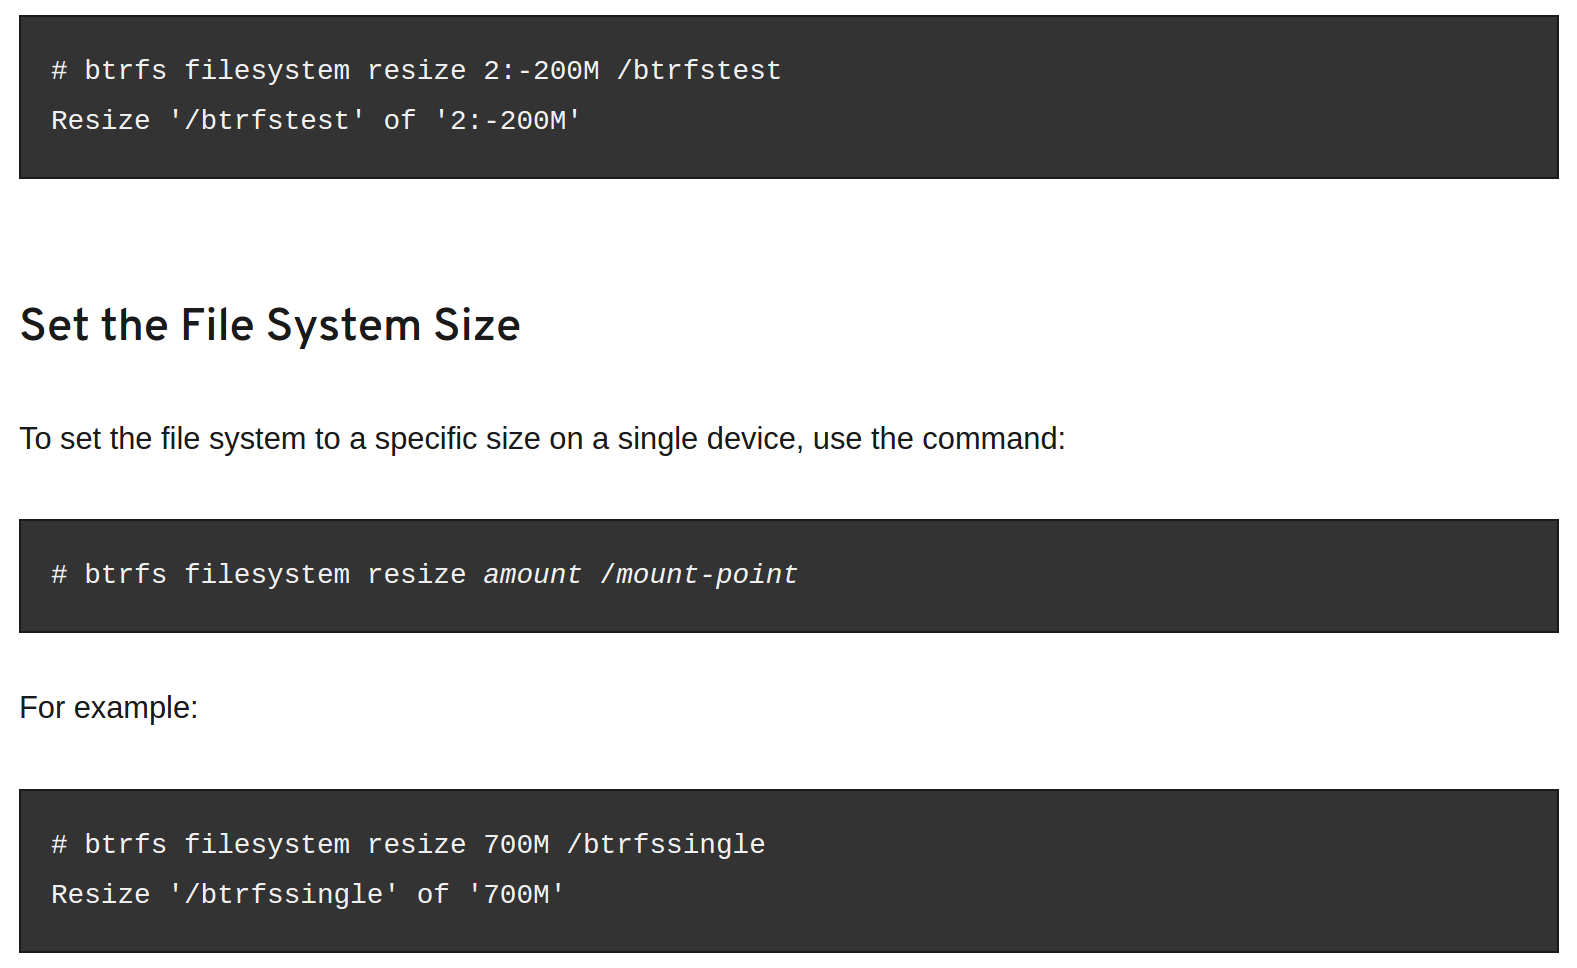 # btrfs filesystem resize 2:-200M /btrfstest
Resize '/btrfstest' of '2:-200M'
Set the File System Size
To set the file system to a specific size on a single device, use the command:
# btrfs filesystem resize amount /mount-point
For example:
# btrfs filesystem resize 700M /btrfssingle
Resize '/btrfssingle' of '700M'